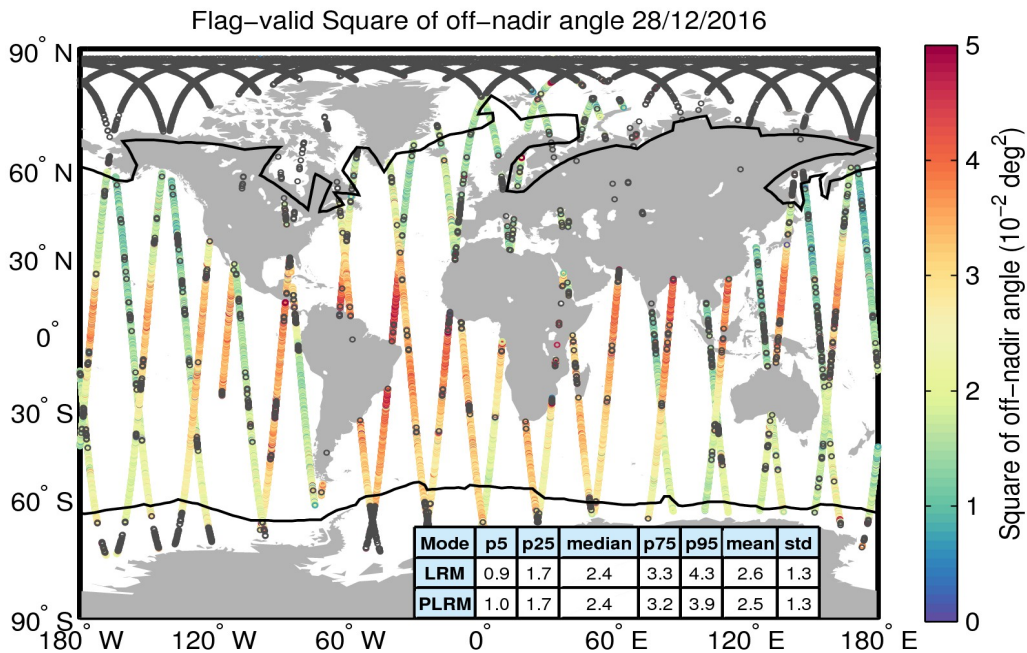 Flag−valid Square of off−nadir angle 28/12/2016
90° N
60° N
30° N
0°
30° S
60° S
90° S
180° W
120° W
60° W
0°
60° E
120° E
180° E
Mode p5 p25 median p75 p95 mean std
LRM 0.9 1.7 2.4 3.3 4.3 2.6 1.3
PLRM 1.0 1.7 2.4 3.2 3.9 2.5 1.3
5
4
3
2
1
0
Square of off−nadir angle (10⁻² deg²)